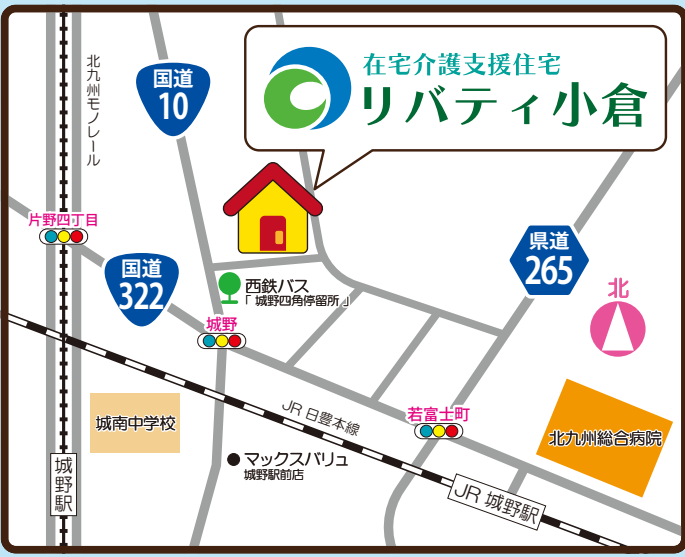 在宅介護支援住宅
リバティ小倉
北九州モノレール
国道
10
片野四丁目
国道
322
西鉄バス
「城野四角停留所」
城野
県道
265
北
城南中学校
JR 日豊本線
若富士町
北九州総合病院
マックスバリュ
城野駅前店
城野駅
JR 城野駅